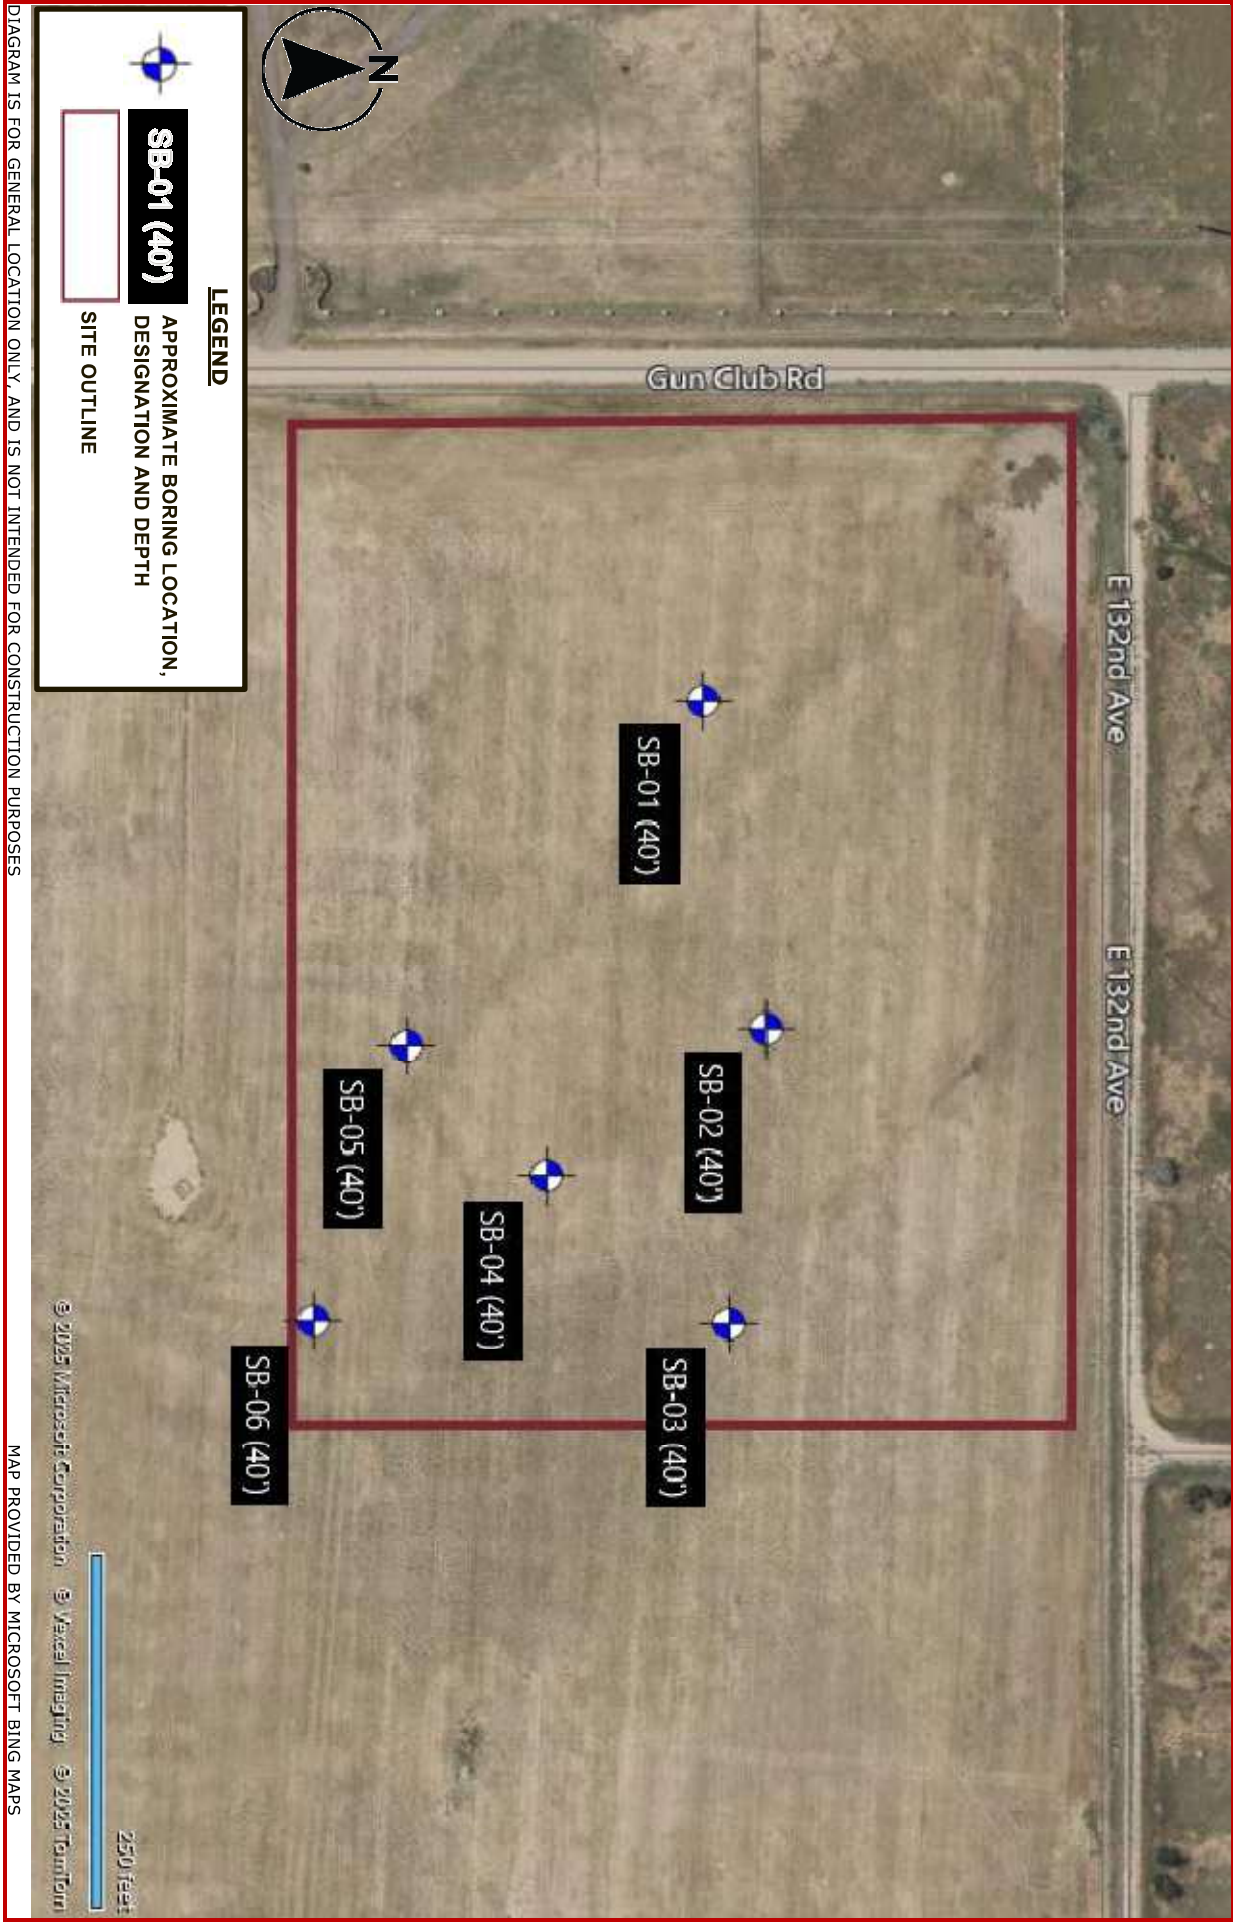 N
LEGEND
SB-01 (40')
APPROXIMATE BORING LOCATION,
DESIGNATION AND DEPTH
SITE OUTLINE
Gun Club Rd
E 132nd Ave
E 132nd Ave
SB-01 (40')
SB-02 (40')
SB-03 (40')
SB-04 (40')
SB-05 (40')
SB-06 (40')
250 feet
© 2025 Microsoft Corporation © Vexcel Imaging © 2025 TomTom
DIAGRAM IS FOR GENERAL LOCATION ONLY, AND IS NOT INTENDED FOR CONSTRUCTION PURPOSES
MAP PROVIDED BY MICROSOFT BING MAPS